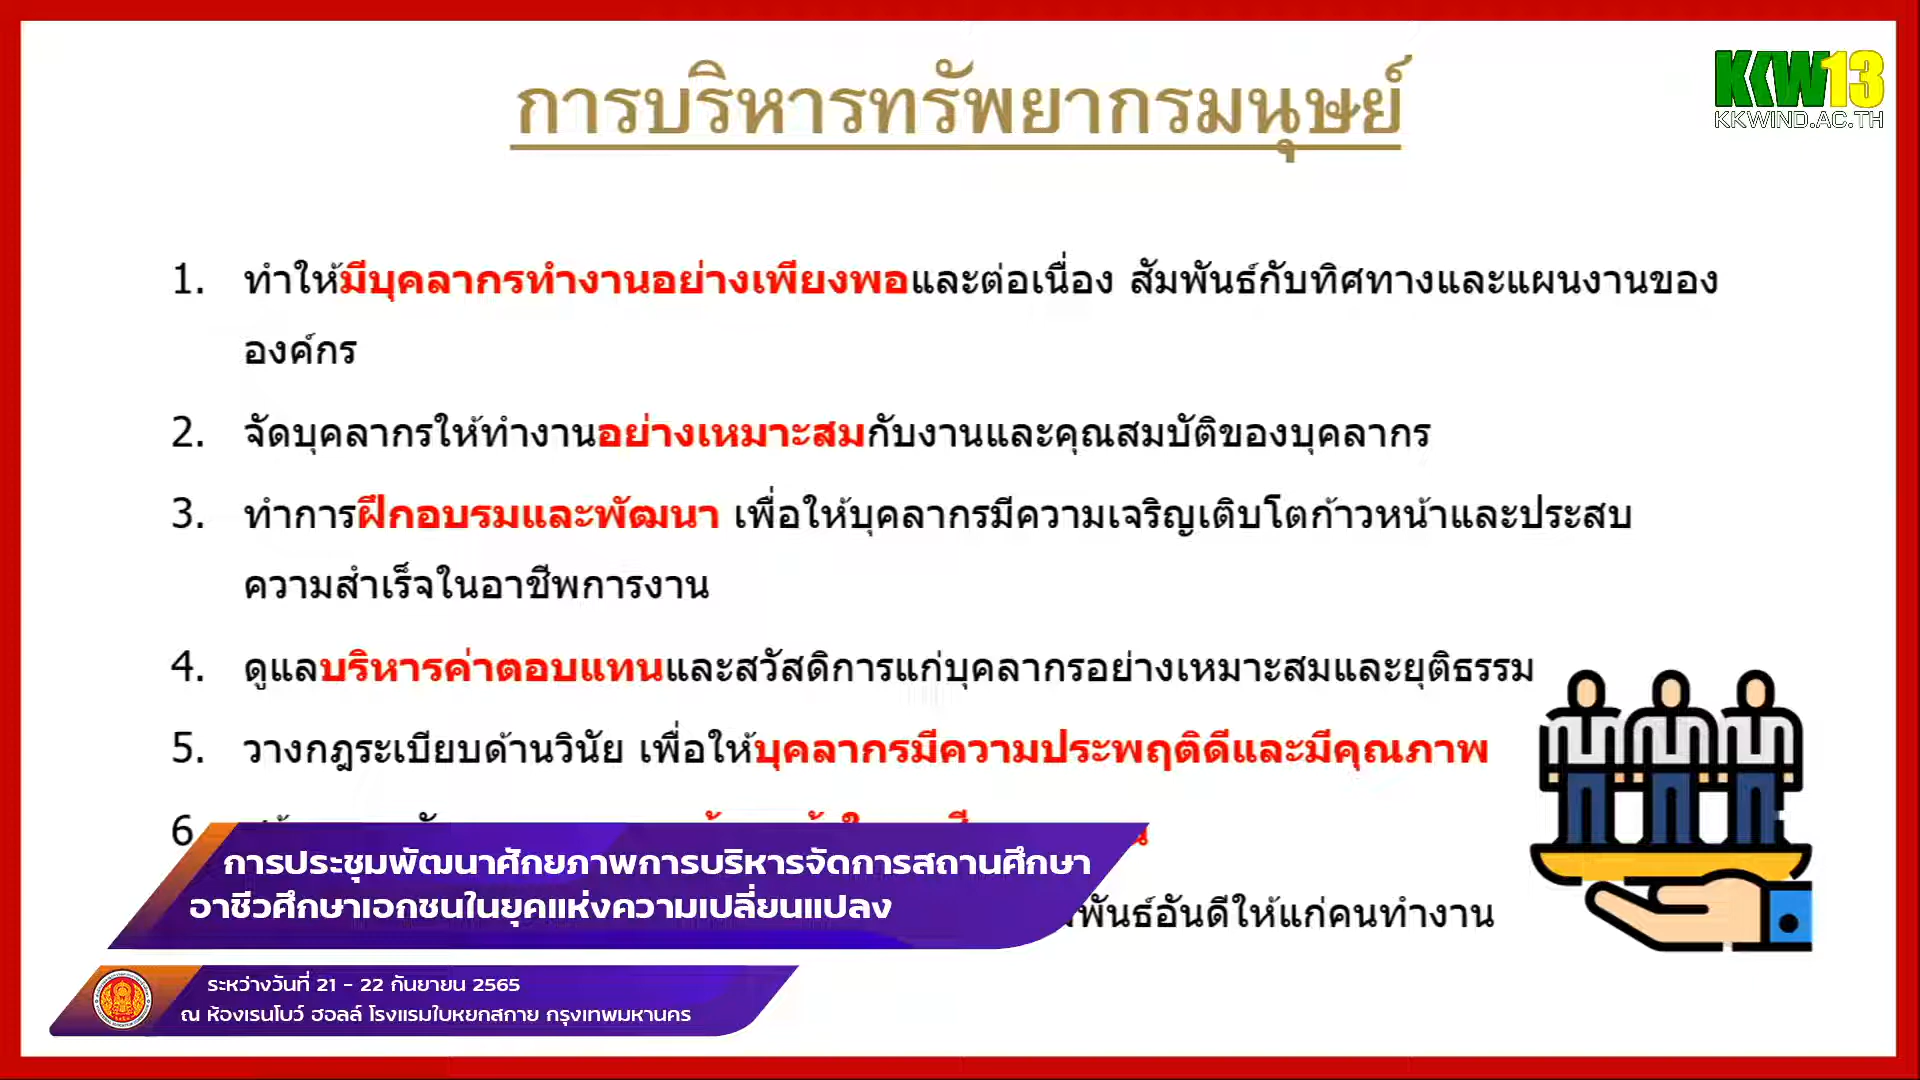 การบริหารทรัพยากรมนุษย์
KKW13
KKWIND.AC.TH
1. ทำให้มีบุคลากรทำงานอย่างเพียงพอและต่อเนื่อง สัมพันธ์กับทิศทางและแผนงานของ
องค์กร
2. จัดบุคลากรให้ทำงานอย่างเหมาะสมกับงานและคุณสมบัติของบุคลากร
3. ทำการฝึกอบรมและพัฒนา เพื่อให้บุคลากรมีความเจริญเติบโตก้าวหน้าและประสบ
ความสำเร็จในอาชีพการงาน
4. ดูแลบริหารค่าตอบแทนและสวัสดิการแก่บุคลากรอย่างเหมาะสมและยุติธรรม
5. วางกฎระเบียบด้านวินัย เพื่อให้บุคลากรมีความประพฤติดีและมีคุณภาพ
6.
พันธ์อันดีให้แก่คนทำงาน
การประชุมพัฒนาศักยภาพการบริหารจัดการสถานศึกษา
อาชีวศึกษาเอกชนในยุคแห่งความเปลี่ยนแปลง
ระหว่างวันที่ 21 - 22 กันยายน 2565
ณ ห้องเรนโบว์ ฮอลล์ โรงแรมใบหยกสกาย กรุงเทพมหานคร